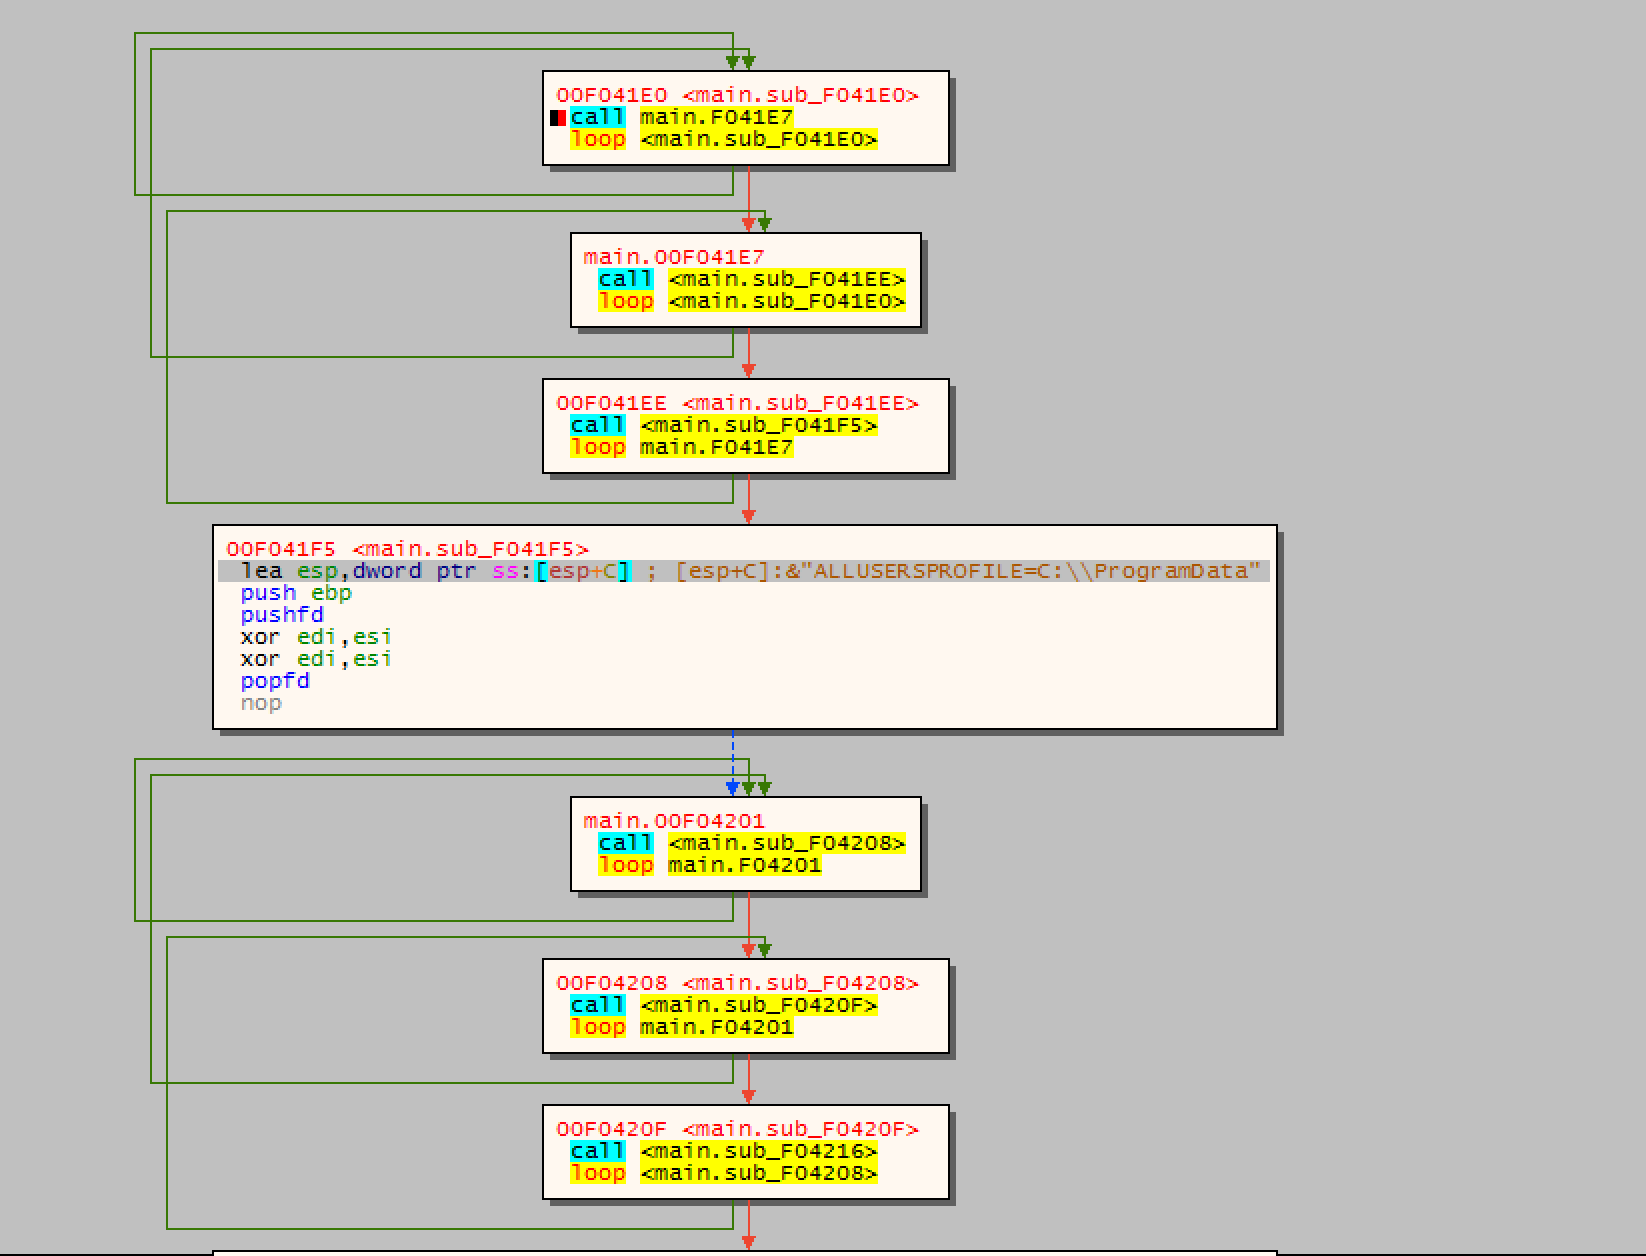 00F041E0 <main.sub_F041E0>
call main.F041E7
loop <main.sub_F041E0>
main.00F041E7
call <main.sub_F041EE>
loop <main.sub_F041E0>
00F041EE <main.sub_F041EE>
call <main.sub_F041F5>
loop main.F041E7
00F041F5 <main.sub_F041F5>
lea esp,dword ptr ss:[esp+C] ; [esp+C]:&"ALLUSERSPROFILE=C:\\ProgramData"
push ebp
pushfd
xor edi,esi
xor edi,esi
popfd
nop
main.00F04201
call <main.sub_F04208>
loop main.F04201
00F04208 <main.sub_F04208>
call <main.sub_F0420F>
loop main.F04201
00F0420F <main.sub_F0420F>
call <main.sub_F04216>
loop <main.sub_F04208>